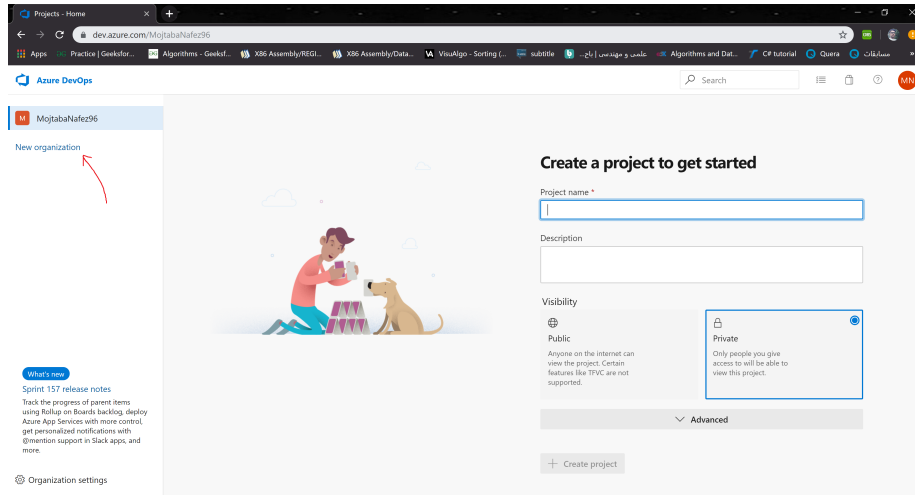 Projects - Home
dev.azure.com/MojtabaNafez96
Apps
Practice | Geeksfor...
Algorithms - Geeksf...
X86 Assembly/REGI...
X86 Assembly/Data...
VisuAlgo - Sorting (...
subtitle
علمی و مهندسی | باج...
Algorithms and Dat...
C# tutorial
Quera
مسابقات
»
Azure DevOps
Search
MN
M MojtabaNafez96
New organization
Create a project to get started
Project name *
Description
Visibility
Public
Anyone on the internet can
view the project. Certain
features like TFVC are not
supported.
Private
Only people you give
access to will be able to
view this project.
Advanced
Create project
What's new
Sprint 157 release notes
Track the progress of parent items
using Rollup on Boards backlog, deploy
Azure App Services with more control,
get personalized notifications with
@mention support in Slack apps, and
more.
Organization settings